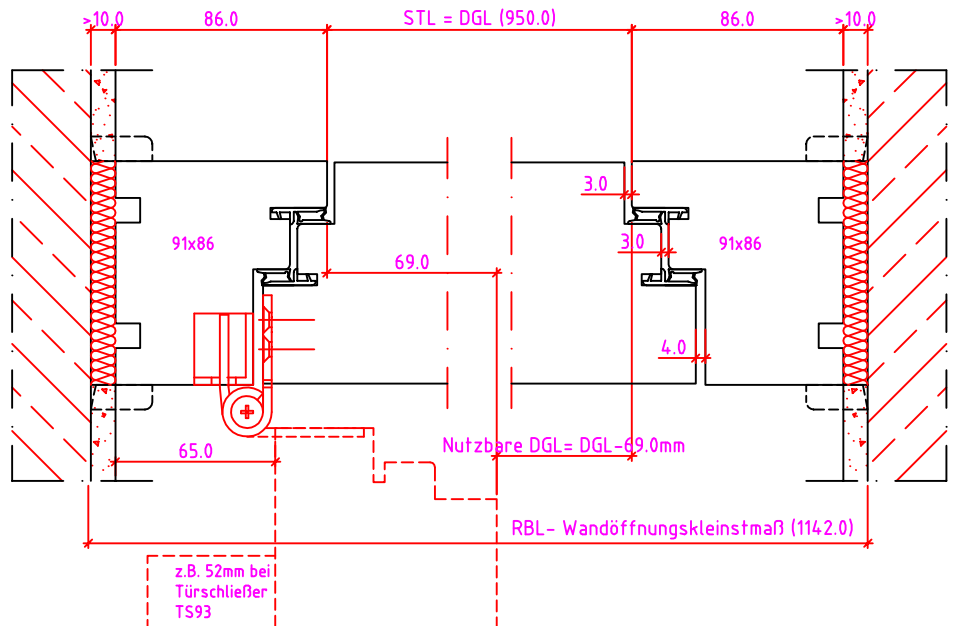 >10.0
86.0
STL = DGL (950.0)
86.0
>10.0
3.0
91x86
3.0
91x86
69.0
4.0
65.0
Nutzbare DGL= DGL-69.0mm
RBL- Wandöffnungskleinstmaß (1142.0)
z.B. 52mm bei
Türschließer
TS93